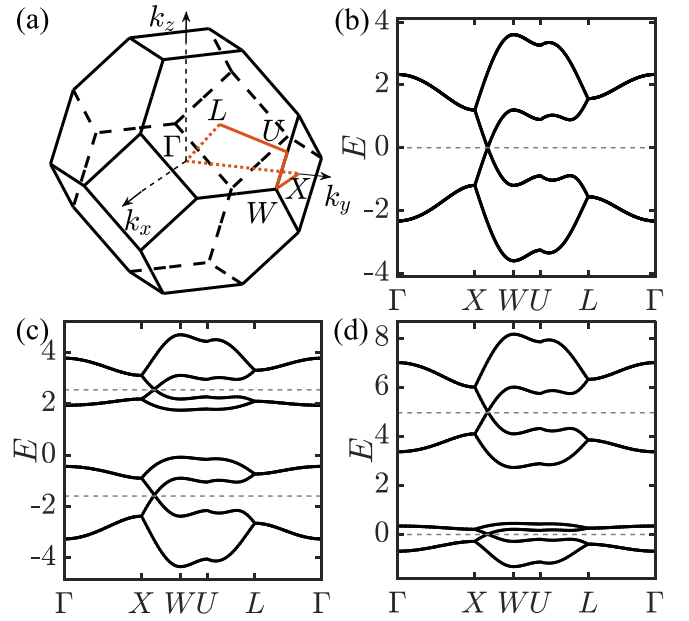 (a)
k_z
L
U
Γ
X
W
k_y
k_x
(b)
E
4
2
0
-2
-4
Γ X W U L Γ
(c)
E
4
2
0
-2
-4
Γ X W U L Γ
(d)
E
8
6
4
2
0
Γ X W U L Γ